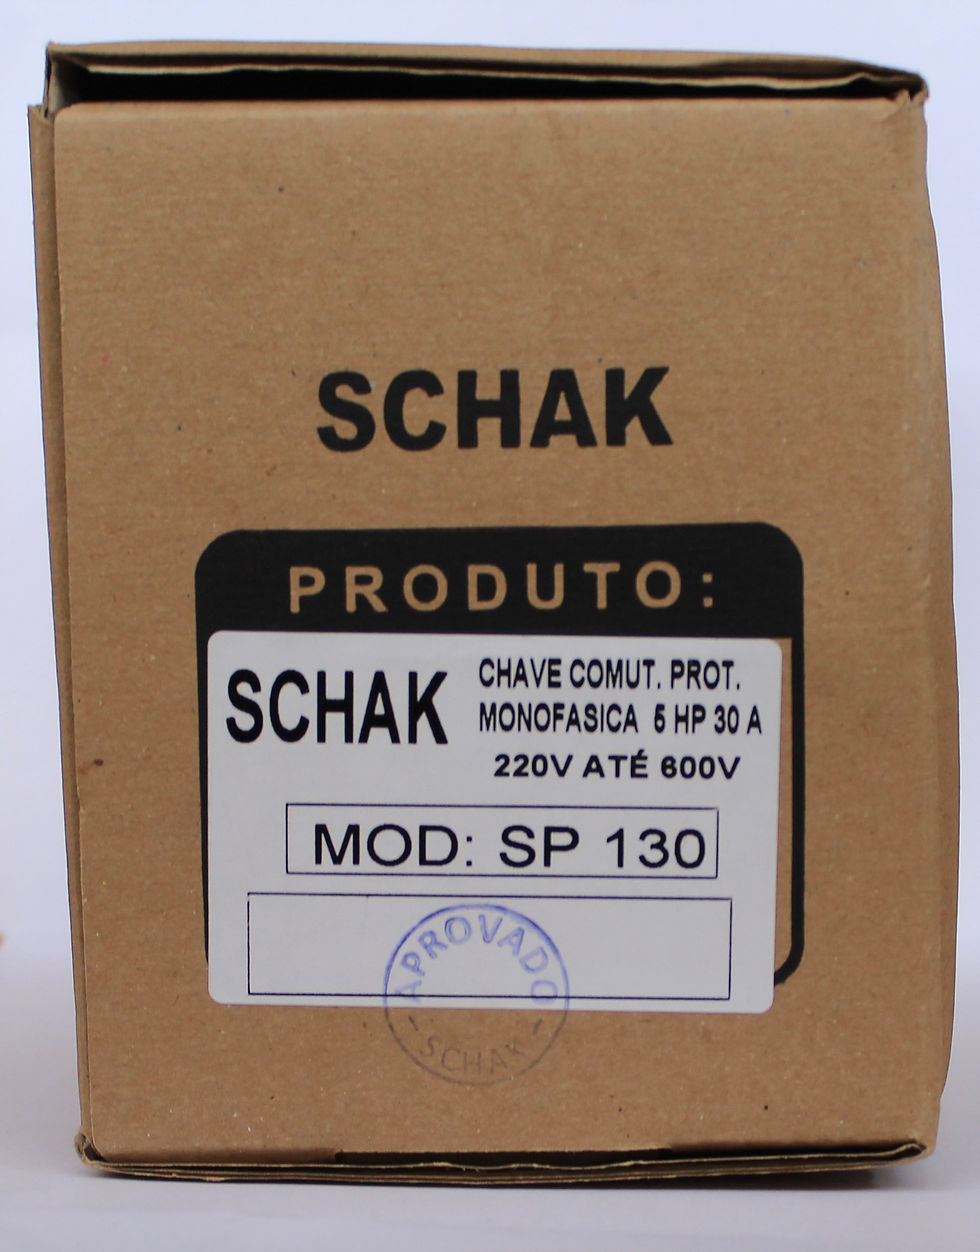 SCHAK
PRODUTO:
SCHAK
CHAVE COMUT. PROT.
MONOFASICA 5 HP 30 A
220V ATÉ 600V
MOD: SP 130
APROVADO
- SCHAK -